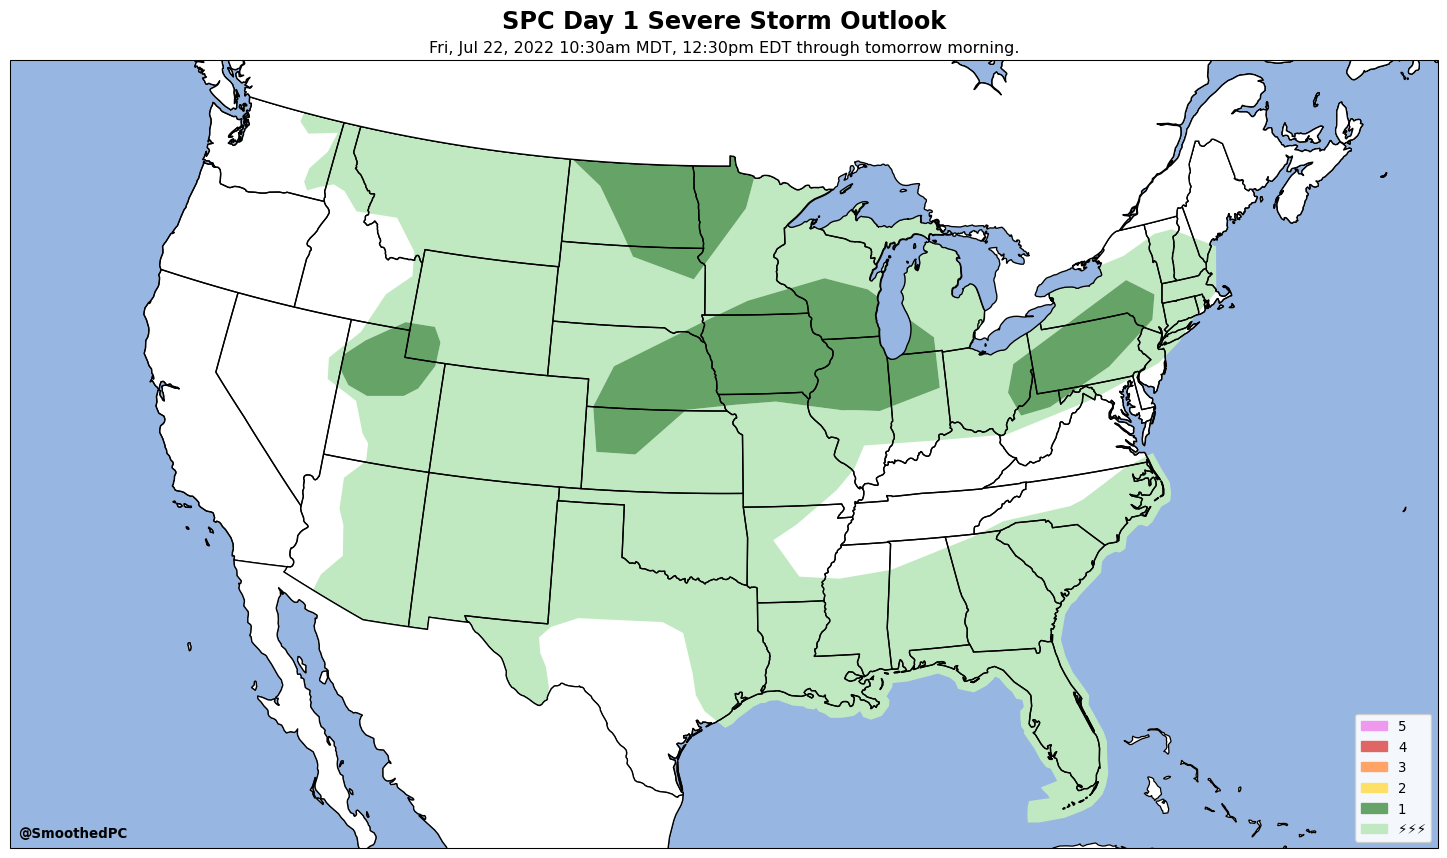 SPC Day 1 Severe Storm Outlook
Fri, Jul 22, 2022 10:30am MDT, 12:30pm EDT through tomorrow morning.
5
4
3
2
1
⚡⚡⚡
@SmoothedPC